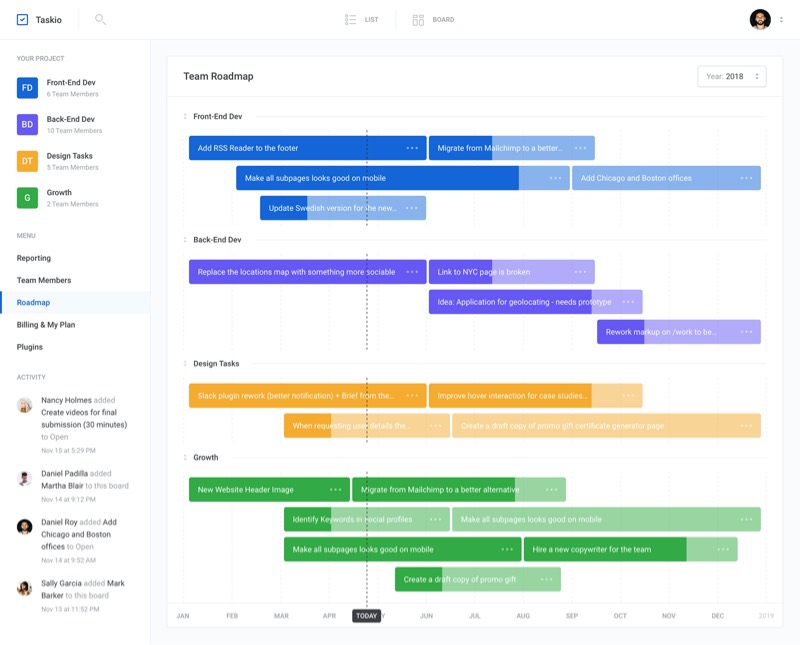 Taskio
LIST
BOARD
YOUR PROJECT
FD
Front-End Dev
6 Team Members
BD
Back-End Dev
10 Team Members
DT
Design Tasks
5 Team Members
G
Growth
2 Team Members
MENU
Reporting
Team Members
Roadmap
Billing & My Plan
Plugins
ACTIVITY
Nancy Holmes added
Create videos for final
submission (30 minutes)
to Open
Nov 15 at 5:29 PM
Daniel Padilla added
Martha Blair to this board
Nov 14 at 9:12 PM
Daniel Roy added Add
Chicago and Boston
offices to Open
Nov 14 at 9:52 AM
Sally Garcia added Mark
Barker to this board
Nov 13 at 11:52 PM
Team Roadmap
Year: 2018
Front-End Dev
Add RSS Reader to the footer
Migrate from Mailchimp to a better...
Make all subpages looks good on mobile
Add Chicago and Boston offices
Update Swedish version for the new...
Back-End Dev
Replace the locations map with something more sociable
Link to NYC page is broken
Idea: Application for geolocating - needs prototype
Rework markup on /work to be...
Design Tasks
Slack plugin rework (better notification) + Brief from the...
Improve hover interaction for case studies...
When requesting user details the...
Create a draft copy of promo gift certificate generator page
Growth
New Website Header Image
Migrate from Mailchimp to a better alternative
Identify Keywords in social profiles
Make all subpages looks good on mobile
Make all subpages looks good on mobile
Hire a new copywriter for the team
Create a draft copy of promo gift
JAN FEB MAR APR TODAY Y JUN JUL AUG SEP OCT NOV DEC 2019